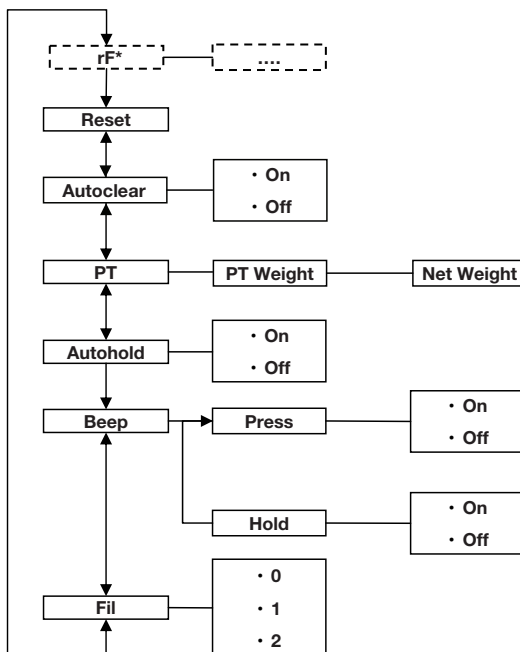 rF*
....
Reset
Autoclear
· On
· Off
PT
PT Weight
Net Weight
Autohold
· On
· Off
Beep
Press
· On
· Off
Hold
· On
· Off
Fil
· 0
· 1
· 2